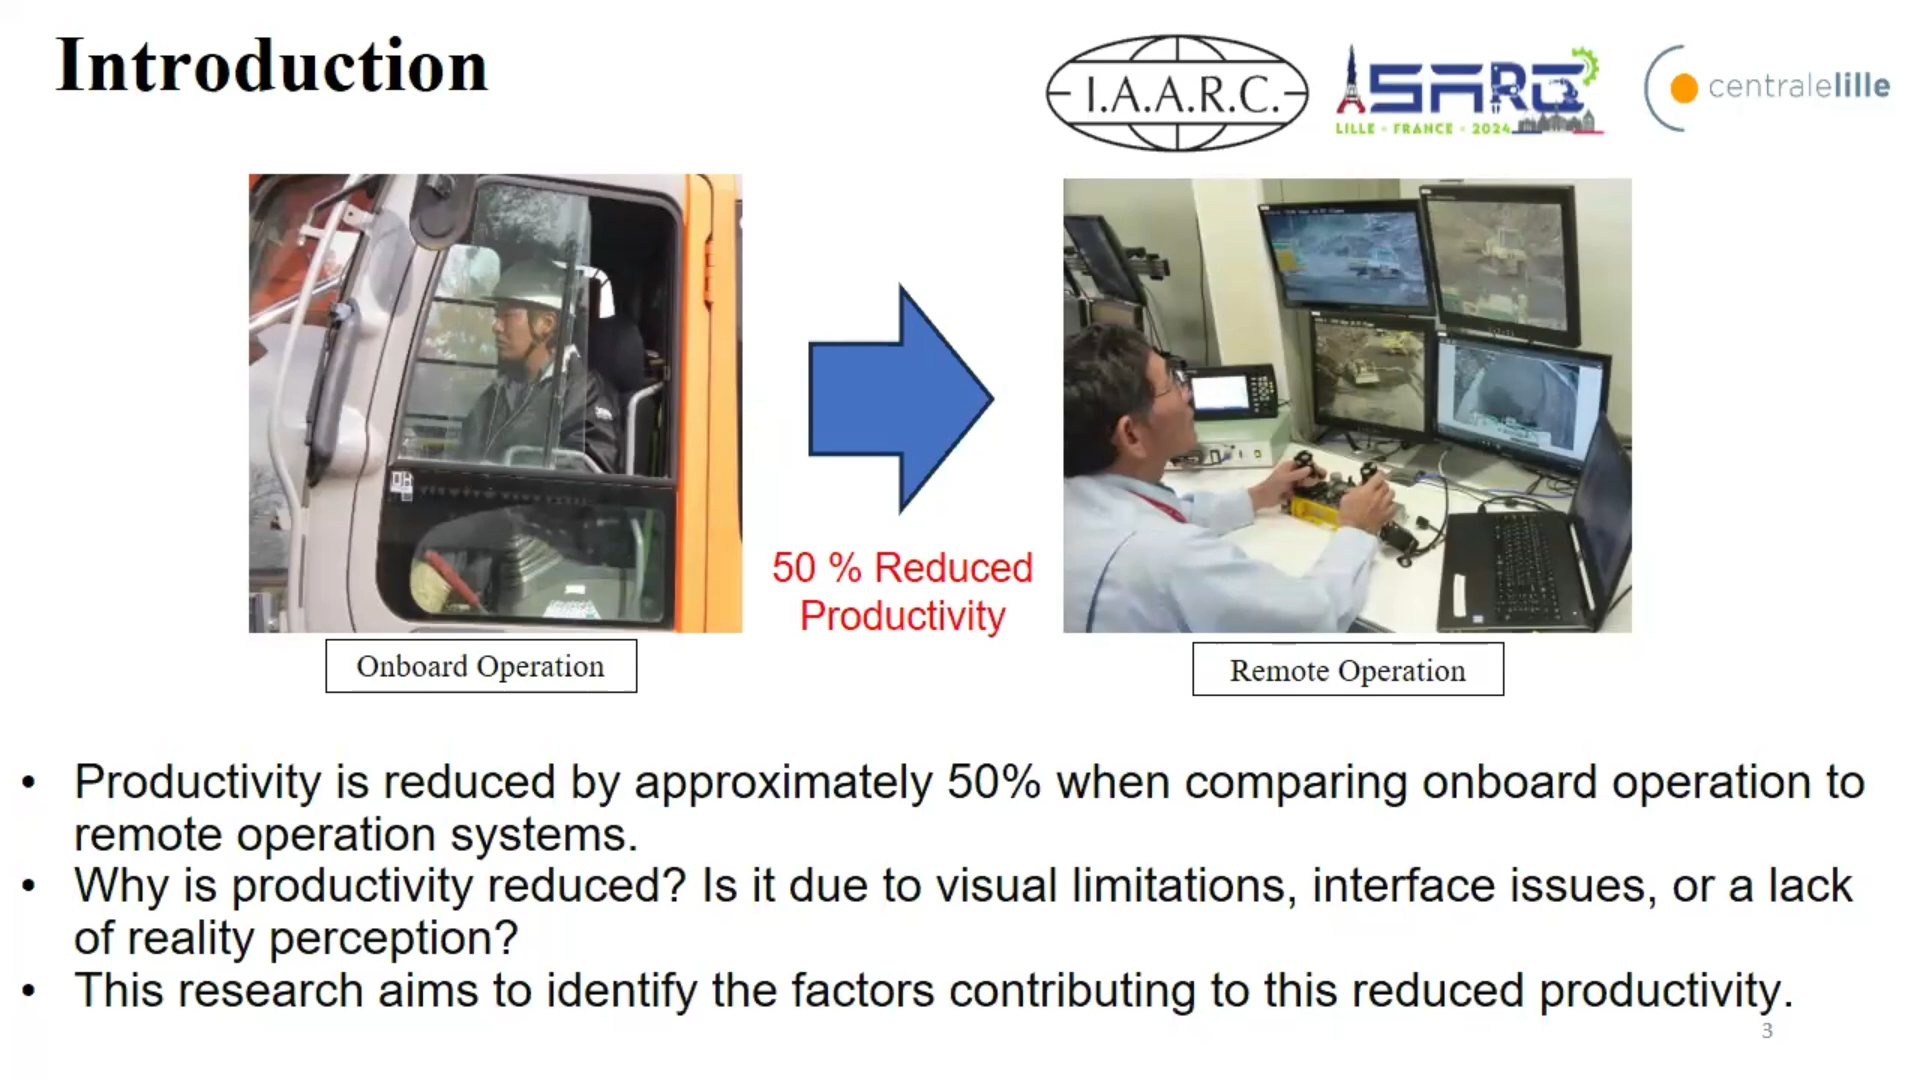 Introduction
I.A.A.R.C.
ISARC
LILLE - FRANCE - 2024
centralelille
50 % Reduced
Productivity
Onboard Operation
Remote Operation
• Productivity is reduced by approximately 50% when comparing onboard operation to
remote operation systems.
• Why is productivity reduced? Is it due to visual limitations, interface issues, or a lack
of reality perception?
• This research aims to identify the factors contributing to this reduced productivity.
3